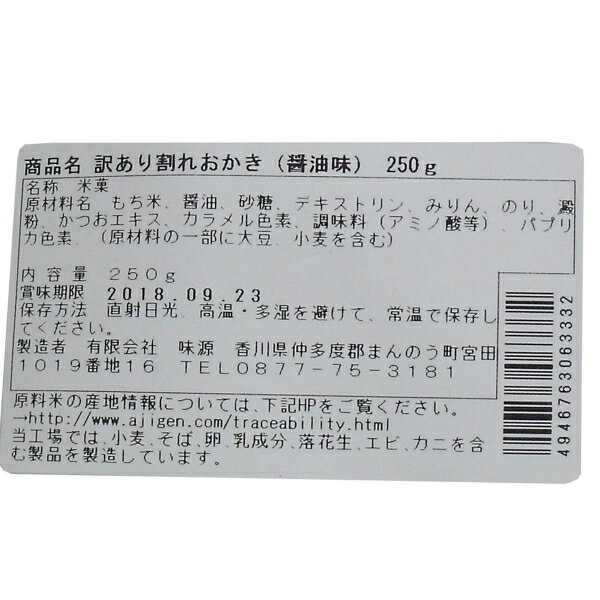 商品名 訳あり割れおかき（醤油味） 250ｇ
名称 米菓
原材料名 もち米、醤油、砂糖、デキストリン、みりん、のり、澱
粉、かつおエキス、カラメル色素、調味料（アミノ酸等）、パプリ
カ色素、（原材料の一部に大豆、小麦を含む）
内容量 ２５０ｇ
賞味期限 2018.09.23
保存方法 直射日光、高温・多湿を避けて、常温で保存し
てください。
製造者 有限会社 味源 香川県仲多度郡まんのう町宮田
１０１９番地１６ ＴＥＬ０８７７－７５－３１８１
原料米の産地情報については、下記HPをご覧ください。
→http://www.ajigen.com/traceability.html
当工場では、小麦、そば、卵、乳成分、落花生、エビ、カニを含
む製品を製造しています。
4946763063332